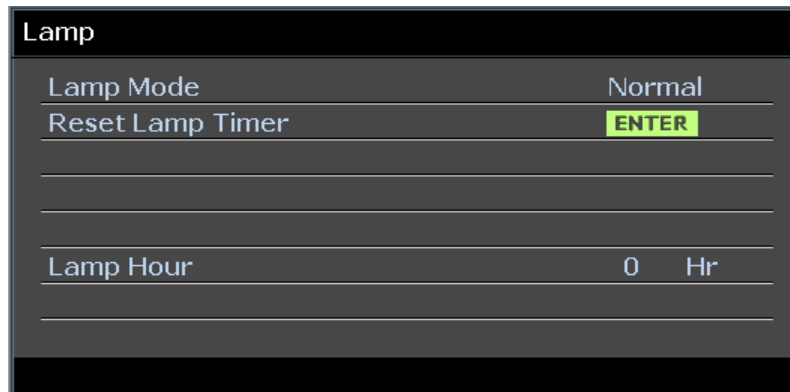 Lamp
Lamp Mode Normal
Reset Lamp Timer ENTER
Lamp Hour 0 Hr